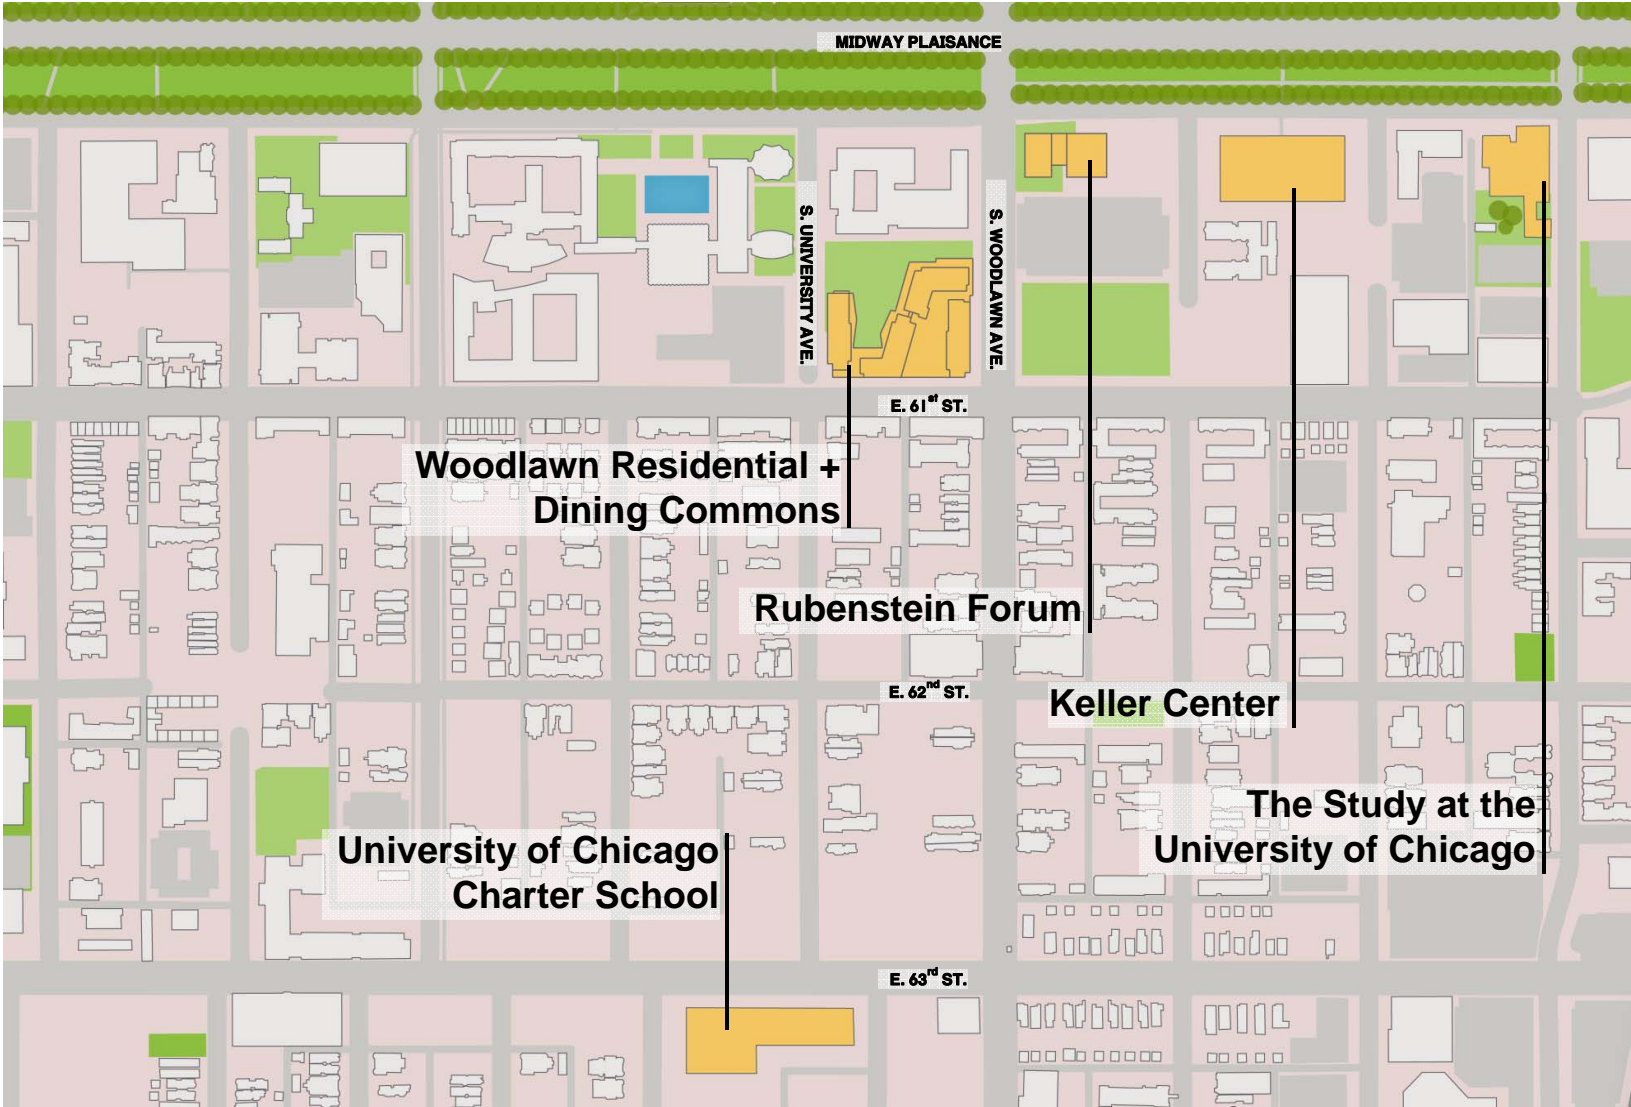 MIDWAY PLAISANCE
S. UNIVERSITY AVE.
S. WOODLAWN AVE.
E. 61st ST.
Woodlawn Residential +
Dining Commons
Rubenstein Forum
E. 62nd ST.
Keller Center
The Study at the
University of Chicago
University of Chicago
Charter School
E. 63rd ST.